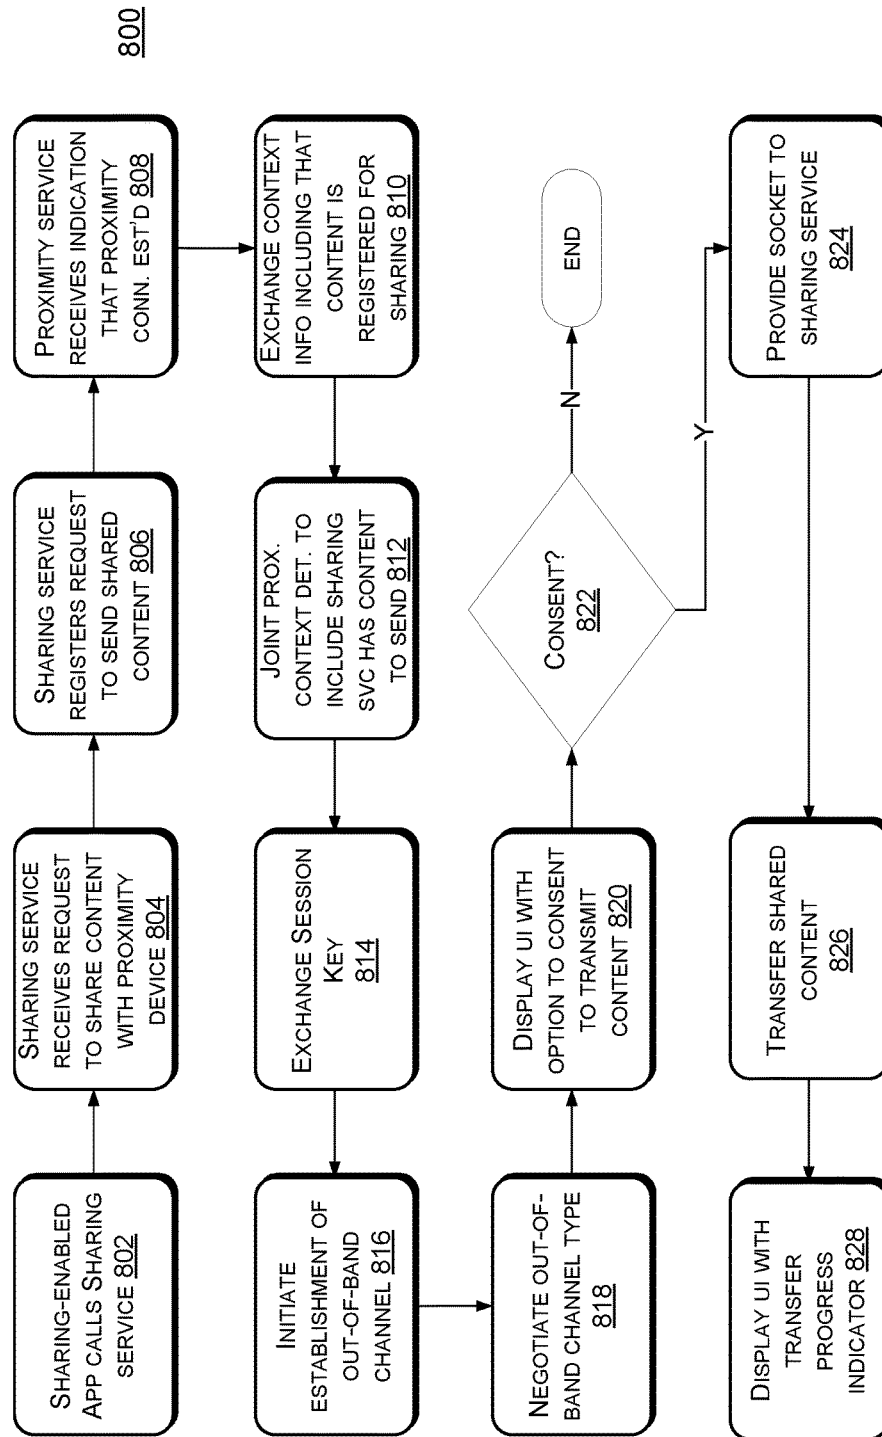 800
SHARING-ENABLED
APP CALLS SHARING
SERVICE 802
SHARING SERVICE
RECEIVES REQUEST
TO SHARE CONTENT
WITH PROXIMITY
DEVICE 804
SHARING SERVICE
REGISTERS REQUEST
TO SEND SHARED
CONTENT 806
PROXIMITY SERVICE
RECEIVES INDICATION
THAT PROXIMITY
CONN. EST'D 808
EXCHANGE CONTEXT
INFO INCLUDING THAT
CONTENT IS
REGISTERED FOR
SHARING 810
JOINT PROX.
CONTEXT DET. TO
INCLUDE SHARING
SVC HAS CONTENT
TO SEND 812
EXCHANGE SESSION
KEY
814
INITIATE
ESTABLISHMENT OF
OUT-OF-BAND
CHANNEL 816
NEGOTIATE OUT-OF-
BAND CHANNEL TYPE
818
DISPLAY UI WITH
OPTION TO CONSENT
TO TRANSMIT
CONTENT 820
CONSENT?
822
N
END
Y
PROVIDE SOCKET TO
SHARING SERVICE
824
TRANSFER SHARED
CONTENT
826
DISPLAY UI WITH
TRANSFER
PROGRESS
INDICATOR 828